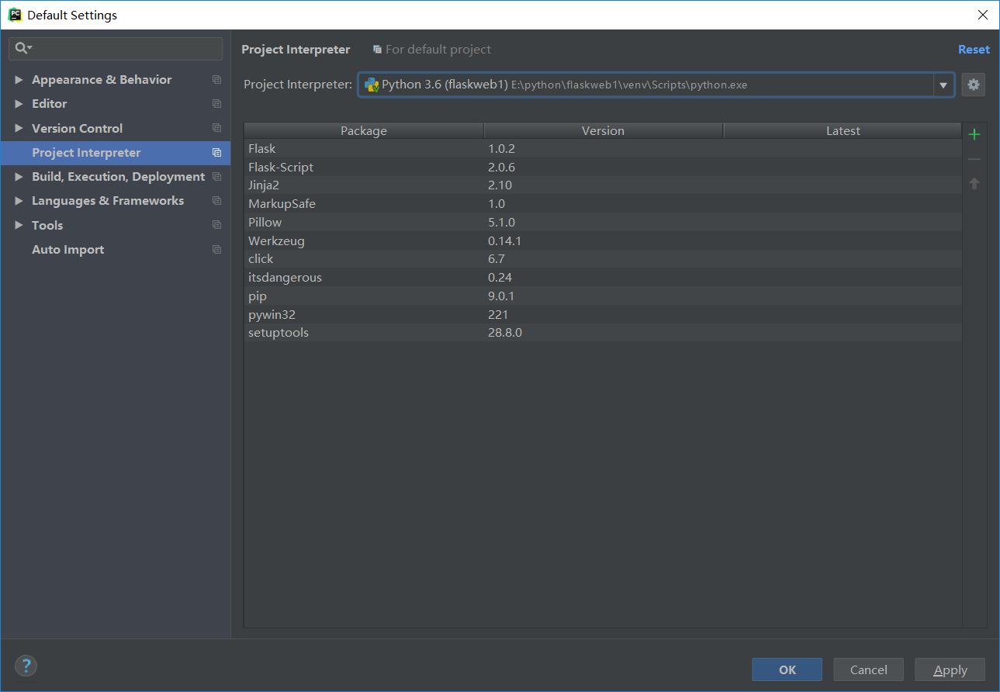 Default Settings
Project Interpreter For default project Reset
Appearance & Behavior
Editor
Version Control
Project Interpreter
Build, Execution, Deployment
Languages & Frameworks
Tools
Auto Import
Project Interpreter: Python 3.6 (flaskweb1) E:\python\flaskweb1\venv\Scripts\python.exe
Package Version Latest
Flask 1.0.2
Flask-Script 2.0.6
Jinja2 2.10
MarkupSafe 1.0
Pillow 5.1.0
Werkzeug 0.14.1
click 6.7
itsdangerous 0.24
pip 9.0.1
pywin32 221
setuptools 28.8.0
?
OK Cancel Apply